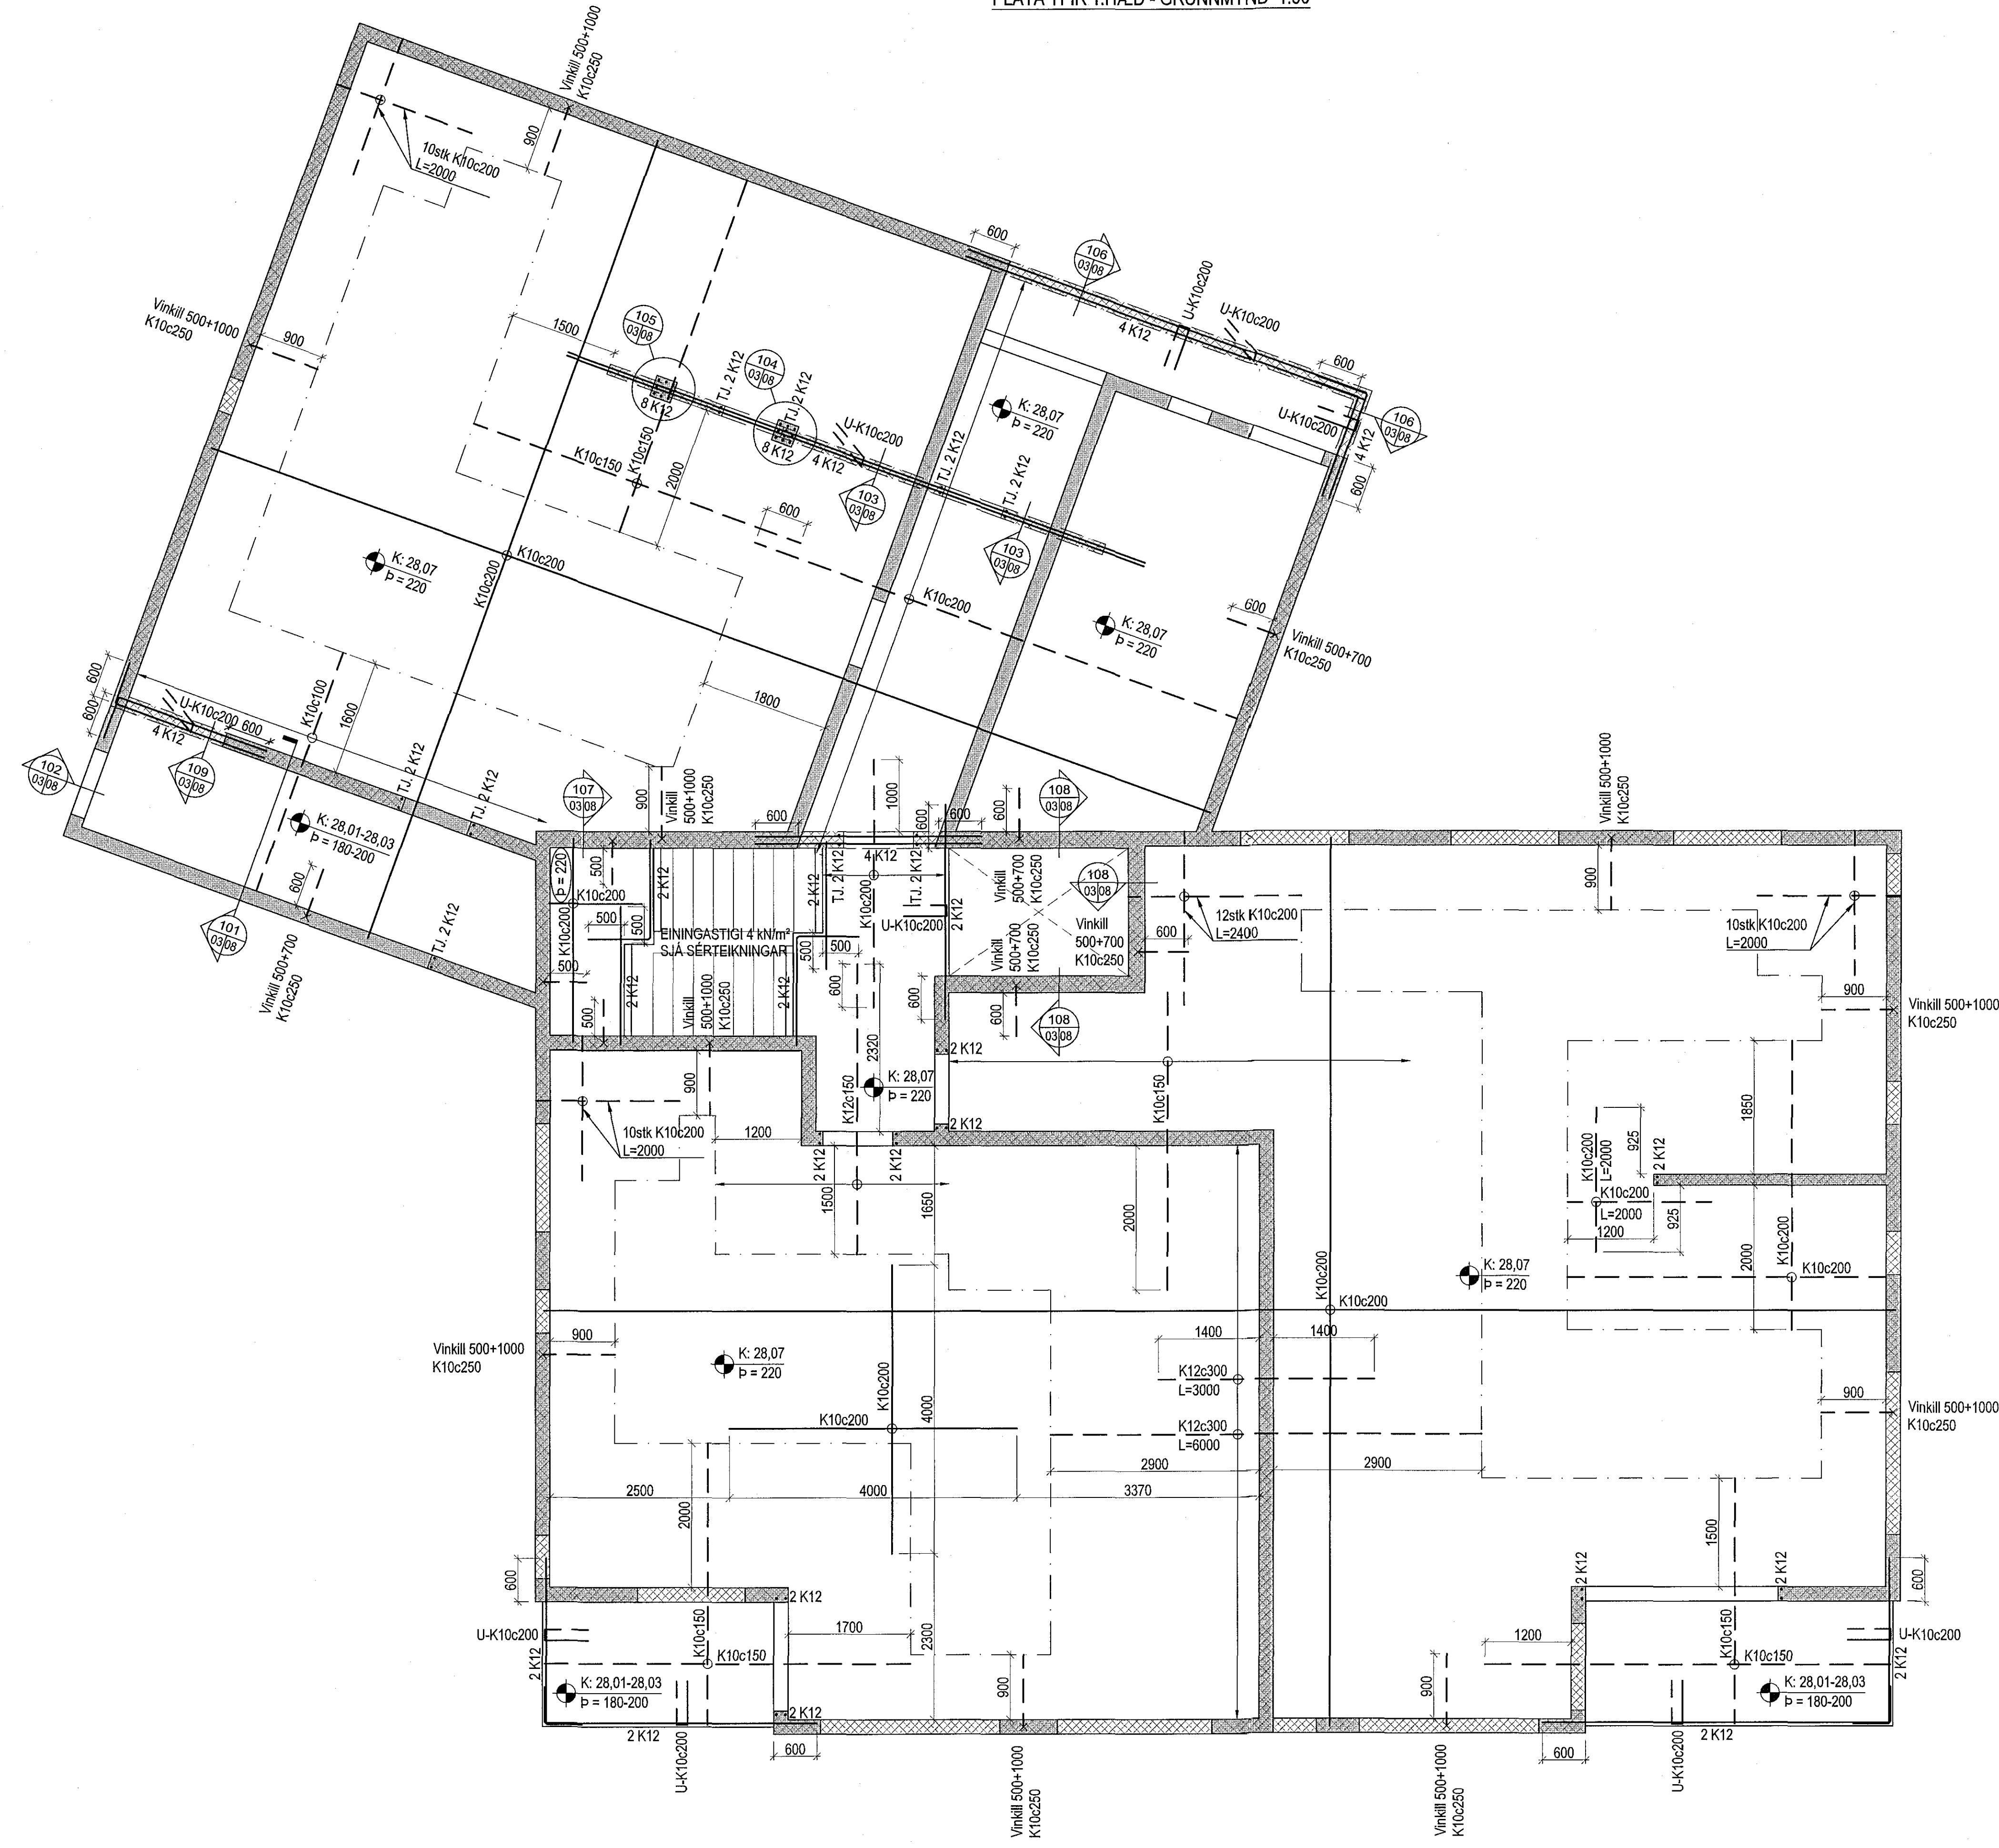 Vinkill 500+1000
K10c250
900
10stk K10c200
L=2000
600
106
03 08
U-K10c200
U-K10c200
4 K12
600
Vinkill 500+1000
K10c250
900
1500
105
03 08
104
03 08
TJ. 2 K12
TJ. 2 K12
8 K12
8 K12
K: 28,07
Þ = 220
U-K10c200
106
03 08
4 K12
600
K10c150
K10c150
2000
4 K12
U-K10c200
103
03 08
TJ. 2 K12
TJ. 2 K12
600
103
03 08
K: 28,07
Þ = 220
K10c200
K10c200
K10c200
K: 28,07
Þ = 220
600
Vinkill 500+700
K10c250
600
600
U-K10c200
600
4 K12
K10c100
1600
1800
102
03 08
109
03 08
TJ. 2 K12
TJ. 2 K12
K: 28,01-28,03
Þ = 180-200
600
101
03 08
Vinkill 500+700
K10c250
TJ. 2 K12
107
03 08
900
Vinkill
500+1000
K10c250
600
1000
600
600
600
108
03 08
Vinkill 500+1000
K10c250
Þ = 220
500
2 K12
K10c200
K10c200
500
500
500
500
2 K12
EININGASTIGI 4 kN/m²
SJÁ SÉRTEIKNINGAR
Vinkill
500+1000
K10c250
2 K12
2 K12
TJ. 2 K12
4 K12
K10c200
TJ. 2 K12
U-K10c200
2 K12
500
500
600
600
Vinkill
500+700
K10c250
Vinkill
500+700
K10c250
108
03 08
Vinkill
500+700
K10c250
600
600
108
03 08
12stk K10c200
L=2400
900
10stk K10c200
L=2000
900
Vinkill 500+1000
K10c250
2 K12
2320
K: 28,07
Þ = 220
K12c150
2 K12
K10c150
900
10stk K10c200
L=2000
1200
2 K12
2 K12
1500
1650
2000
1850
925
K10c200
L=2000
2 K12
K10c200
L=2000
925
1200
K10c200
2000
K10c200
K: 28,07
Þ = 220
K10c200
K10c200
900
Vinkill 500+1000
K10c250
K: 28,07
Þ = 220
1400
1400
K12c300
L=3000
K10c200
4000
K10c200
K12c300
L=6000
900
Vinkill 500+1000
K10c250
2900
2900
2500
4000
3370
2000
1500
600
2 K12
2 K12
2 K12
600
U-K10c200
2 K12
K10c150
K10c150
1700
2300
K: 28,01-28,03
Þ = 180-200
2 K12
2 K12
600
U-K10c200
900
Vinkill 500+1000
K10c250
900
Vinkill 500+1000
K10c250
1200
K10c150
K10c150
U-K10c200
2 K12
K: 28,01-28,03
Þ = 180-200
2 K12
600
U-K10c200